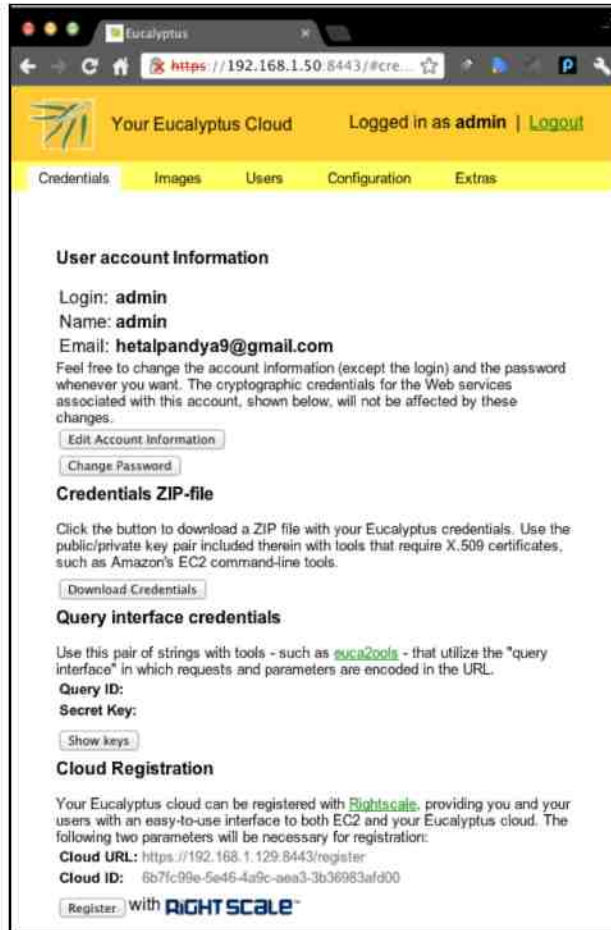 Eucalyptus
https://192.168.1.50:8443/#cre...
Your Eucalyptus Cloud
Logged in as admin | Logout
Credentials Images Users Configuration Extras
User account Information
Login: admin
Name: admin
Email: hetalpandya9@gmail.com
Feel free to change the account information (except the login) and the password
whenever you want. The cryptographic credentials for the Web services
associated with this account, shown below, will not be affected by these
changes.
Edit Account Information
Change Password
Credentials ZIP-file
Click the button to download a ZIP file with your Eucalyptus credentials. Use the
public/private key pair included therein with tools that require X.509 certificates,
such as Amazon's EC2 command-line tools.
Download Credentials
Query interface credentials
Use this pair of strings with tools - such as euca2ools - that utilize the "query
interface" in which requests and parameters are encoded in the URL.
Query ID:
Secret Key:
Show keys
Cloud Registration
Your Eucalyptus cloud can be registered with Rightscale, providing you and your
users with an easy-to-use interface to both EC2 and your Eucalyptus cloud. The
following two parameters will be necessary for registration:
Cloud URL: https://192.168.1.129:8443/register
Cloud ID: 6b7fc99e-5e46-4a9c-aea3-3b36983afd00
Register with RIGHTSCALE